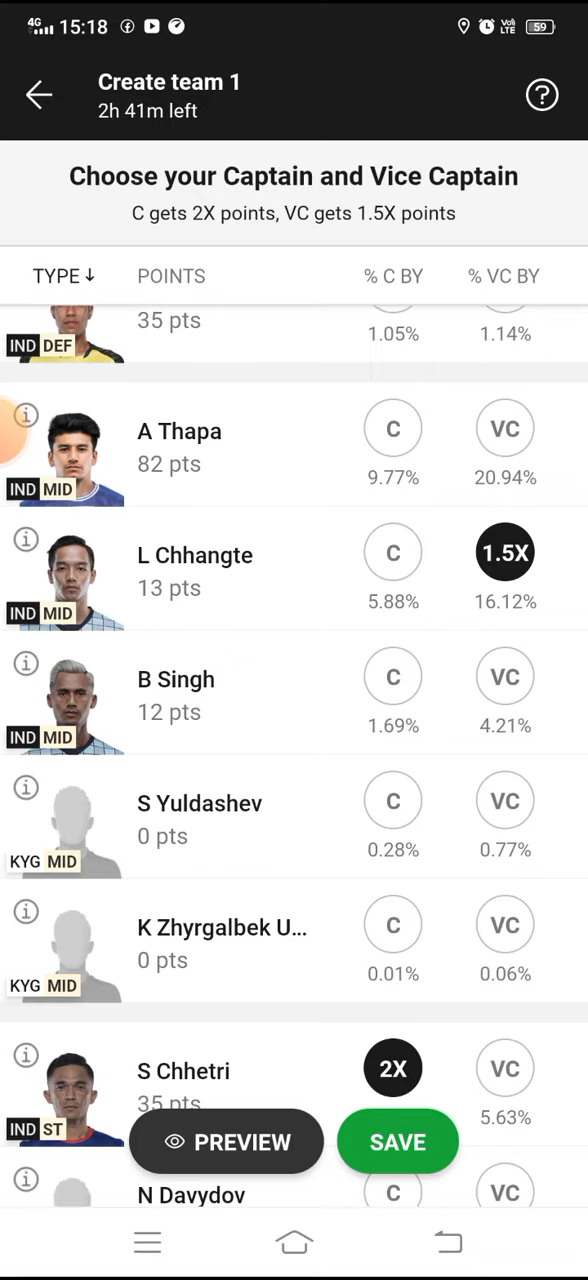 4G 15:18 Vo)) LTE 59
Create team 1
2h 41m left
?
Choose your Captain and Vice Captain
C gets 2X points, VC gets 1.5X points
TYPE↓ POINTS % C BY % VC BY
35 pts
1.05% 1.14%
IND DEF
A Thapa
82 pts
C VC
9.77% 20.94%
IND MID
L Chhangte
13 pts
C 1.5X
5.88% 16.12%
IND MID
B Singh
12 pts
C VC
1.69% 4.21%
IND MID
S Yuldashev
0 pts
C VC
0.28% 0.77%
KYG MID
K Zhyrgalbek U...
0 pts
C VC
0.01% 0.06%
KYG MID
S Chhetri
35 pts
2X VC
5.63%
IND ST
PREVIEW SAVE
N Davydov
C VC